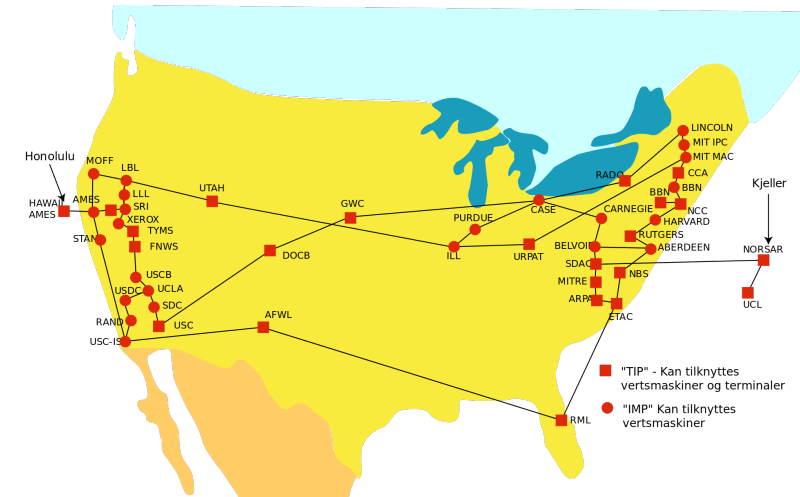 LINCOLN
MIT IPC
MIT MAC
Honolulu
MOFF
LBL
RADO
CCA
Kjeller
UTAH
BBN
BBN
LLL
HAWAII
AMES
AMES
SRI
GWC
CASE
CARNEGIE
NCC
XEROX
PURDUE
HARVARD
TYMS
STAN
RUTGERS
FNWS
BELVOIR
ABERDEEN
NORSAR
DOCB
ILL
URPAT
SDAC
USCB
NBS
MITRE
USDC
UCLA
SDC
ARPA
UCL
AFWL
ETAC
RAND
USC
USC-ISI
"TIP" - Kan tilknyttes
vertsmaskiner og terminaler
"IMP" Kan tilknyttes
vertsmaskiner
RML